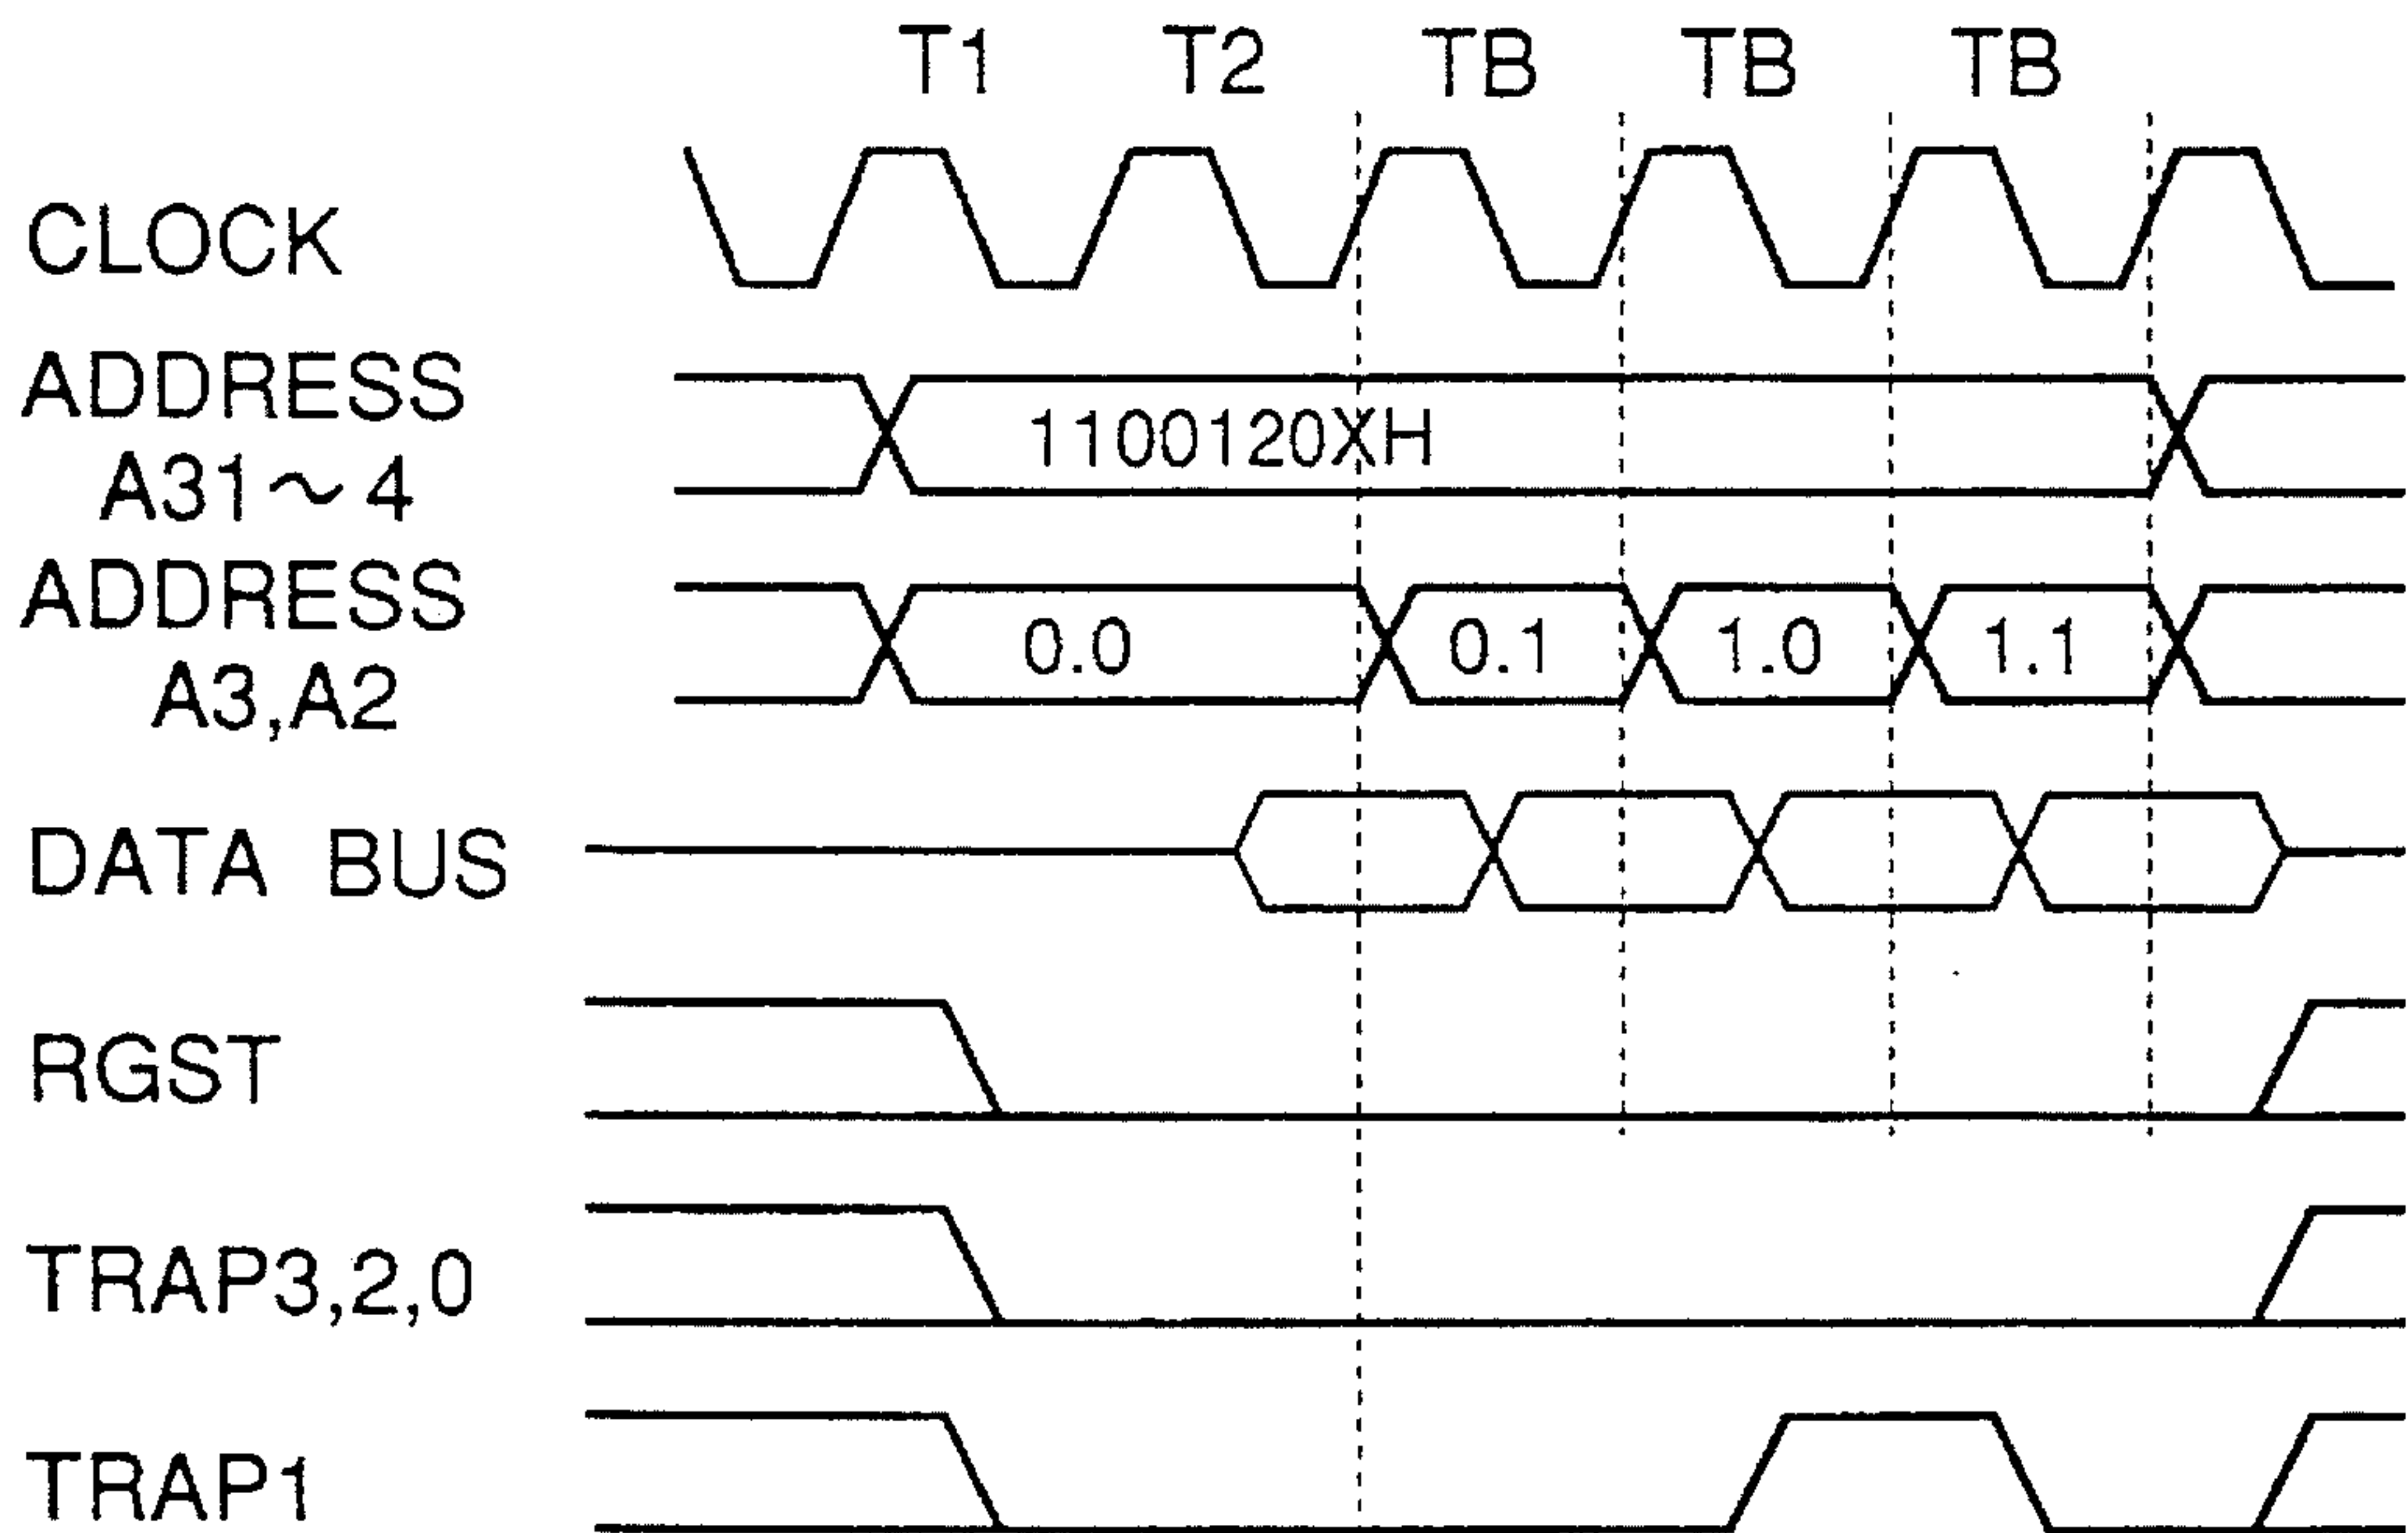 T1 T2 TB TB TB
CLOCK
ADDRESS
A31～4
1100120XH
ADDRESS
A3,A2
0.0 0.1 1.0 1.1
DATA BUS
RGST
TRAP3,2,0
TRAP1